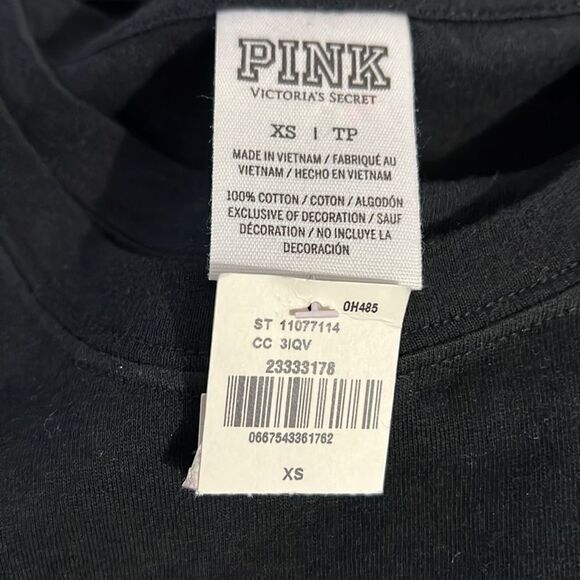 PINK
VICTORIA'S SECRET
XS | TP
MADE IN VIETNAM / FABRIQUÉ AU
VIETNAM / HECHO EN VIETNAM
100% COTTON / COTON / ALGODÓN
EXCLUSIVE OF DECORATION / SAUF
DÉCORATION / NO INCLUYE LA
DECORACIÓN
OH485
ST 11077114
CC 3IQV
23333178
0667543361762
XS